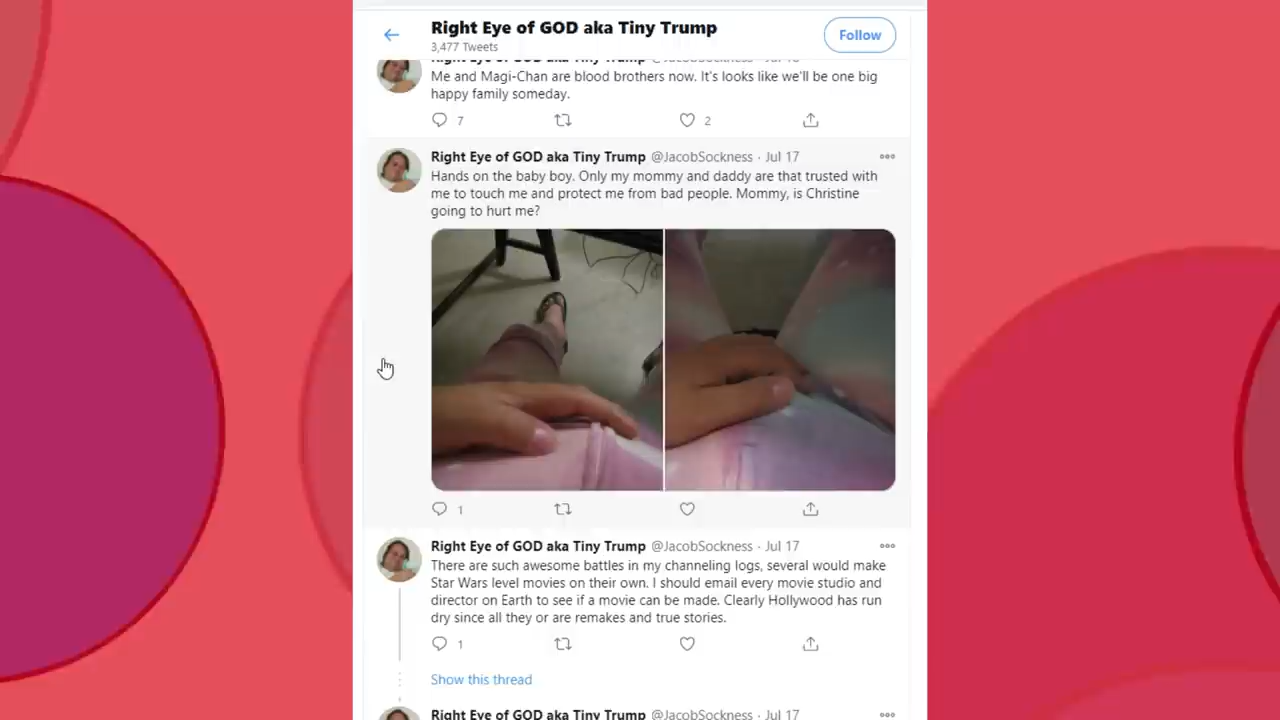 Right Eye of GOD aka Tiny Trump
3,477 Tweets
Follow
Right Eye of GOD aka Tiny Trump @JacobSockness
Me and Magi-Chan are blood brothers now. It's looks like we'll be one big
happy family someday.
7 2
Right Eye of GOD aka Tiny Trump @JacobSockness · Jul 17
Hands on the baby boy. Only my mommy and daddy are that trusted with
me to touch me and protect me from bad people. Mommy, is Christine
going to hurt me?
1
Right Eye of GOD aka Tiny Trump @JacobSockness · Jul 17
There are such awesome battles in my channeling logs, several would make
Star Wars level movies on their own. I should email every movie studio and
director on Earth to see if a movie can be made. Clearly Hollywood has run
dry since all they or are remakes and true stories.
1
Show this thread
Right Eye of GOD aka Tiny Trump @JacobSockness · Jul 17